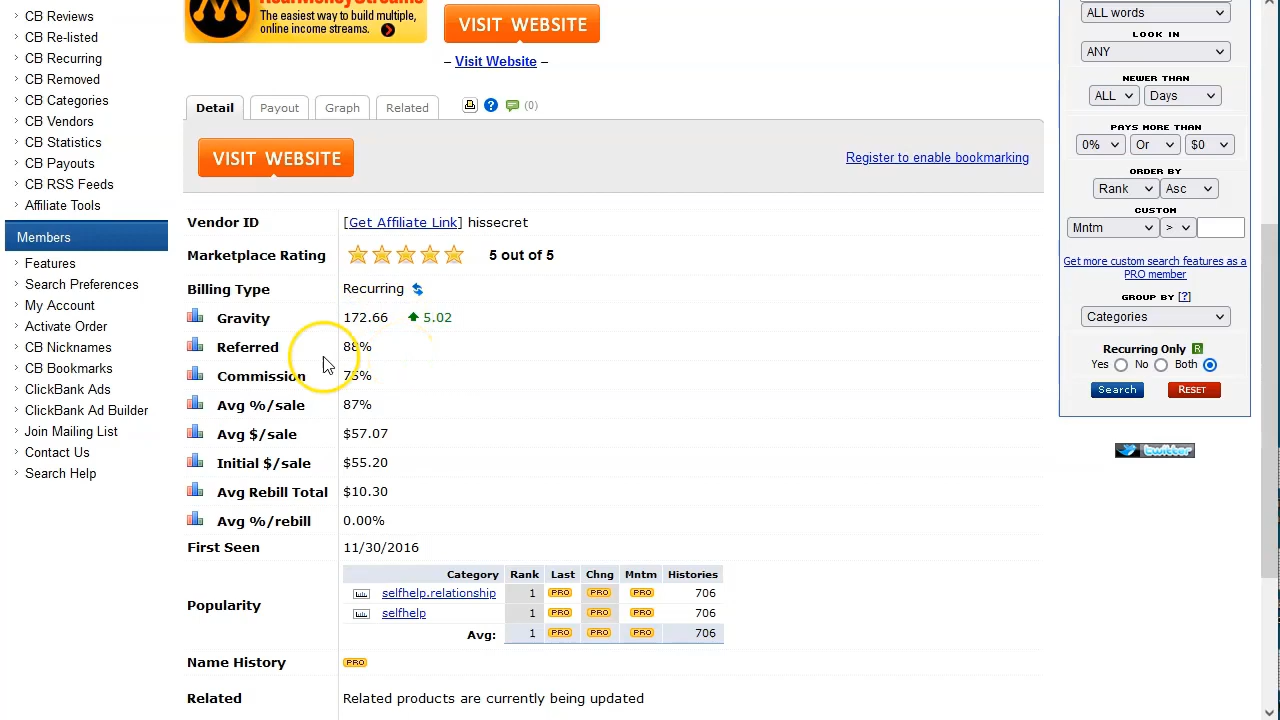 CB Reviews
CB Re-listed
CB Recurring
CB Removed
CB Categories
CB Vendors
CB Statistics
CB Payouts
CB RSS Feeds
Affiliate Tools
Members
Features
Search Preferences
My Account
Activate Order
CB Nicknames
CB Bookmarks
ClickBank Ads
ClickBank Ad Builder
Join Mailing List
Contact Us
Search Help
The easiest way to build multiple,
online income streams.
VISIT WEBSITE
– Visit Website –
Detail Payout Graph Related (0)
VISIT WEBSITE
Register to enable bookmarking
Vendor ID [Get Affiliate Link] hissecret
Marketplace Rating 5 out of 5
Billing Type Recurring
Gravity 172.66 5.02
Referred 88%
Commission 75%
Avg %/sale 87%
Avg $/sale $57.07
Initial $/sale $55.20
Avg Rebill Total $10.30
Avg %/rebill 0.00%
First Seen 11/30/2016
Popularity
Category Rank Last Chng Mntm Histories
selfhelp.relationship 1 PRO PRO PRO 706
selfhelp 1 PRO PRO PRO 706
Avg: 1 PRO PRO PRO 706
Name History PRO
Related Related products are currently being updated
ALL words
LOOK IN
ANY
NEWER THAN
ALL Days
PAYS MORE THAN
0% Or $0
ORDER BY
Rank Asc
CUSTOM
Mntm >
Get more custom search features as a
PRO member
GROUP BY [?]
Categories
Recurring Only R
Yes No Both
Search RESET
twitter